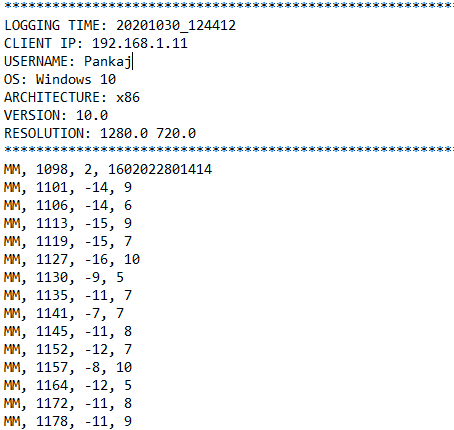 *********************************************************
LOGGING TIME: 20201030_124412
CLIENT IP: 192.168.1.11
USERNAME: Pankaj
OS: Windows 10
ARCHITECTURE: x86
VERSION: 10.0
RESOLUTION: 1280.0 720.0
*********************************************************
MM, 1098, 2, 1602022801414
MM, 1101, -14, 9
MM, 1106, -14, 6
MM, 1113, -15, 9
MM, 1119, -15, 7
MM, 1127, -16, 10
MM, 1130, -9, 5
MM, 1135, -11, 7
MM, 1141, -7, 7
MM, 1145, -11, 8
MM, 1152, -12, 7
MM, 1157, -8, 10
MM, 1164, -12, 5
MM, 1172, -11, 8
MM, 1178, -11, 9